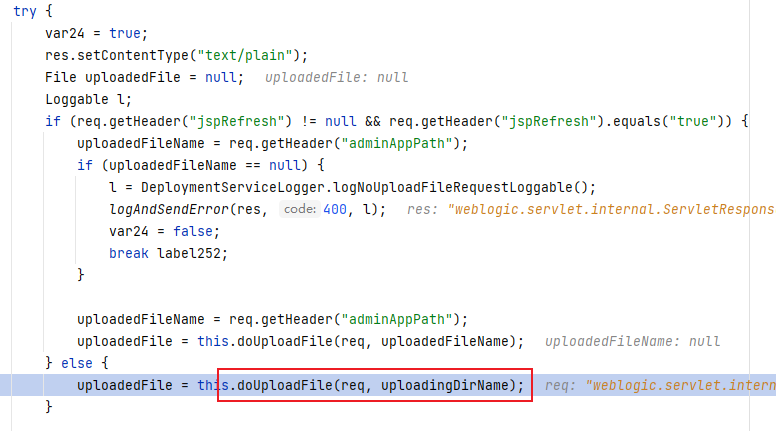 try {
var24 = true;
res.setContentType("text/plain");
File uploadedFile = null; uploadedFile: null
Loggable l;
if (req.getHeader("jspRefresh") != null && req.getHeader("jspRefresh").equals("true")) {
uploadedFileName = req.getHeader("adminAppPath");
if (uploadedFileName == null) {
l = DeploymentServiceLogger.logNoUploadFileRequestLoggable();
logAndSendError(res, code: 400, l); res: "weblogic.servlet.internal.ServletRespons
var24 = false;
break label252;
}
uploadedFileName = req.getHeader("adminAppPath");
uploadedFile = this.doUploadFile(req, uploadedFileName); uploadedFileName: null
} else {
uploadedFile = this.doUploadFile(req, uploadingDirName); req: "weblogic.servlet.intern
}